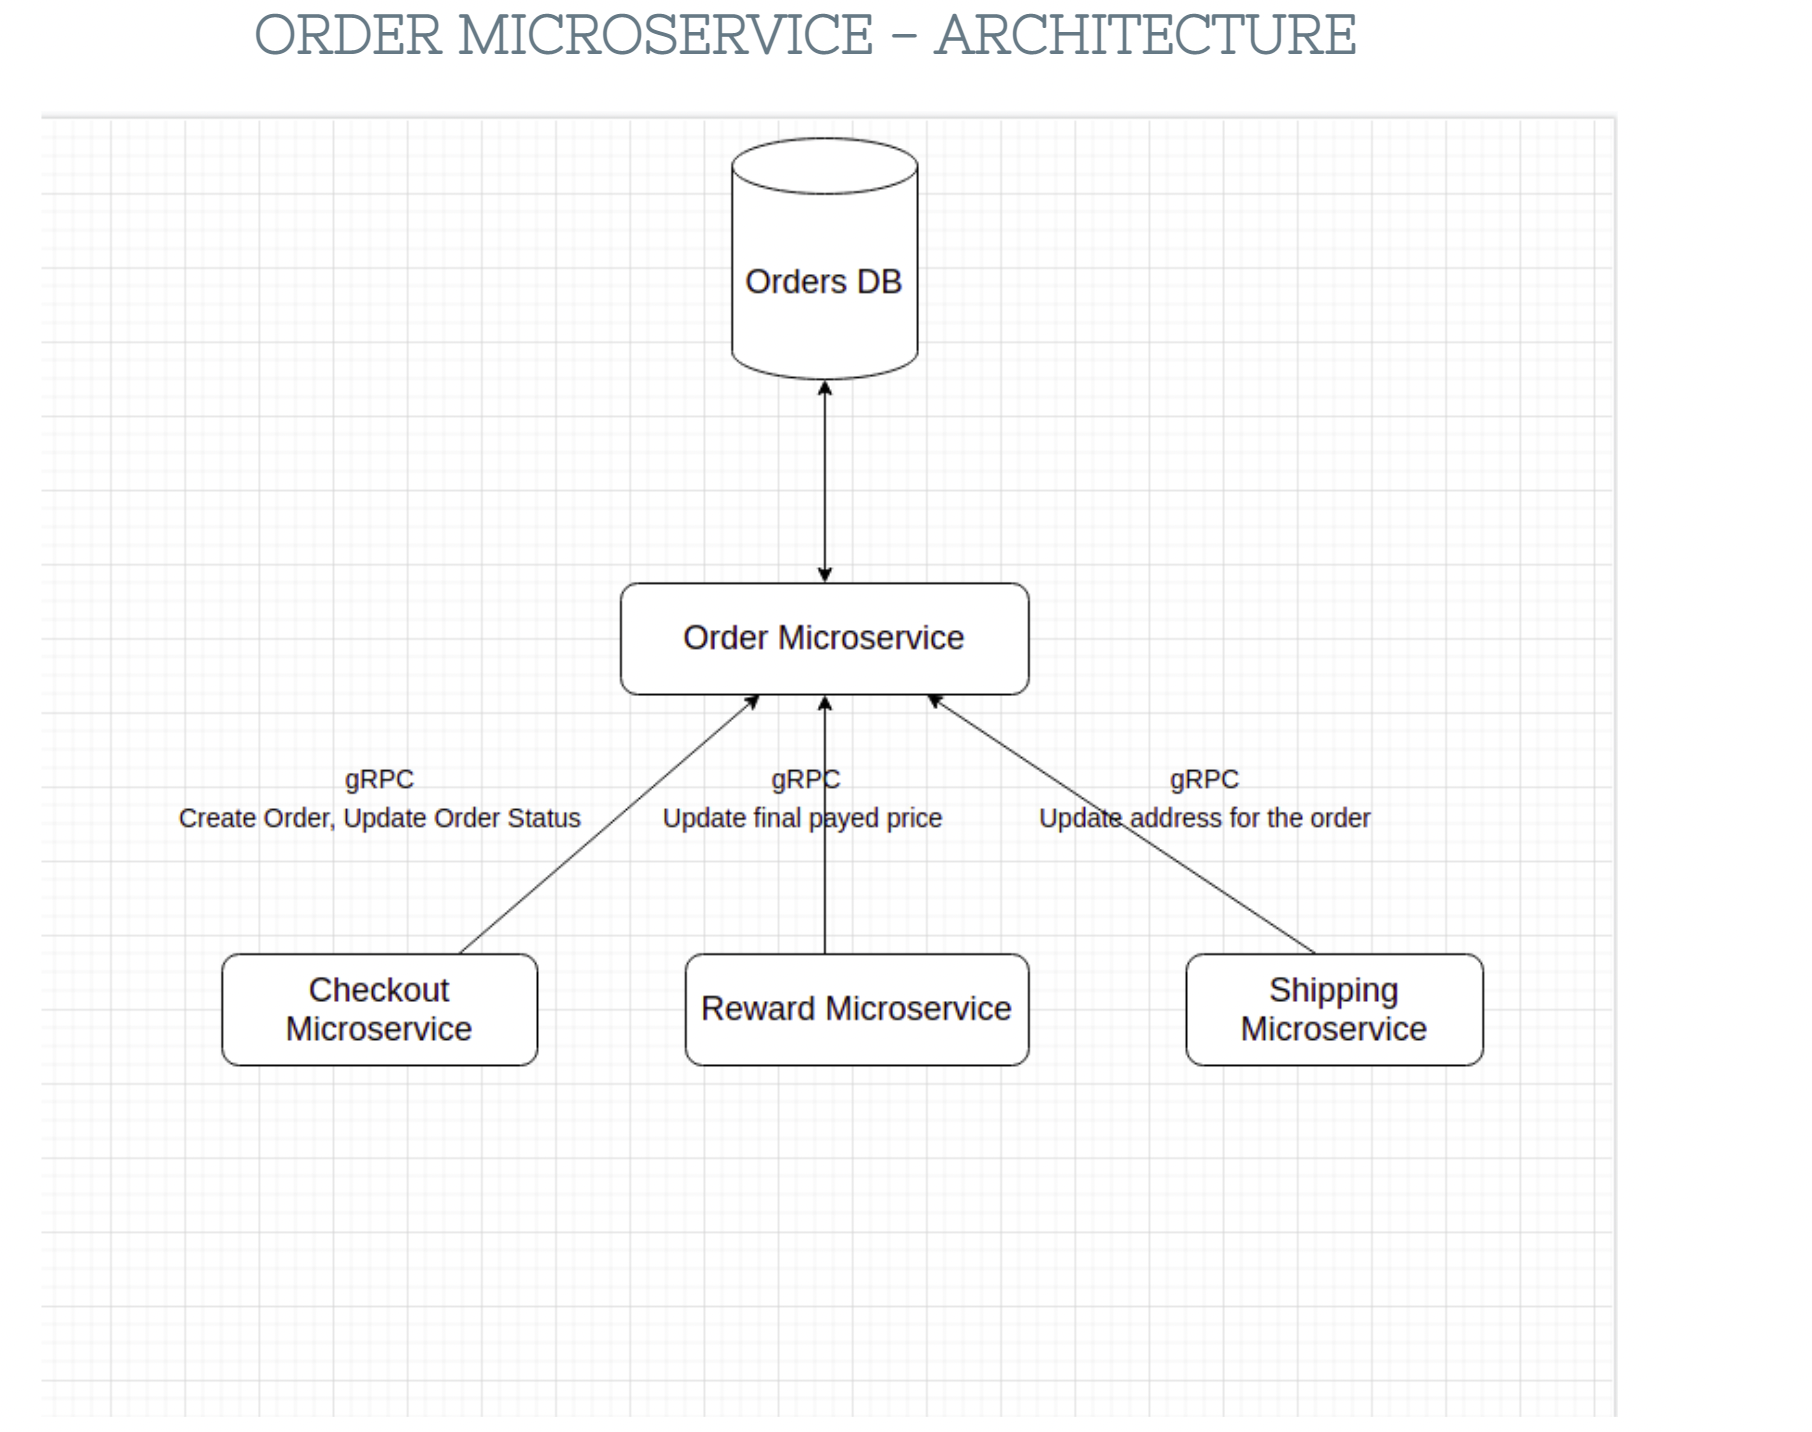 ORDER MICROSERVICE – ARCHITECTURE
Orders DB
Order Microservice
gRPC
Create Order, Update Order Status
gRPC
Update final payed price
gRPC
Update address for the order
Checkout
Microservice
Reward Microservice
Shipping
Microservice